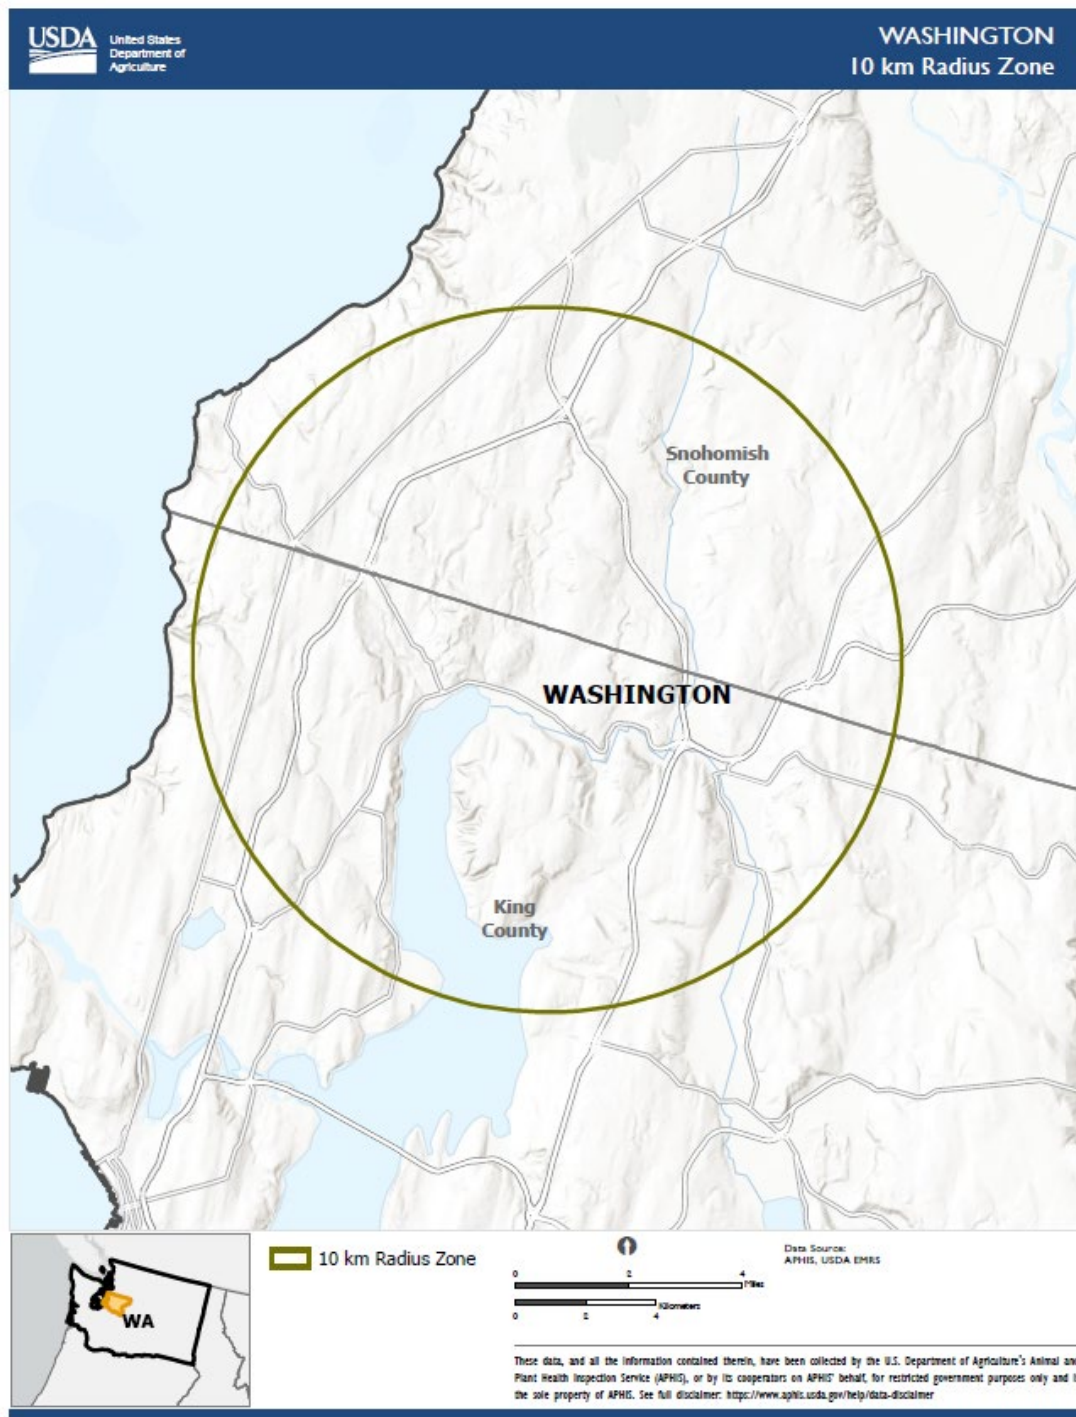 USDA
United States
Department of
Agriculture
WASHINGTON
10 km Radius Zone
Snohomish
County
WASHINGTON
King
County
WA
10 km Radius Zone
0 2 4
Miles
Kilometers
0 2 4
Data Source:
APHIS, USDA EMRS
These data, and all the information contained therein, have been collected by the U.S. Department of Agriculture's Animal and
Plant Health Inspection Service (APHIS), or by its cooperators on APHIS' behalf, for restricted government purposes only and i
the sole property of APHIS. See full disclaimer: https://www.aphis.usda.gov/help/data-disclaimer